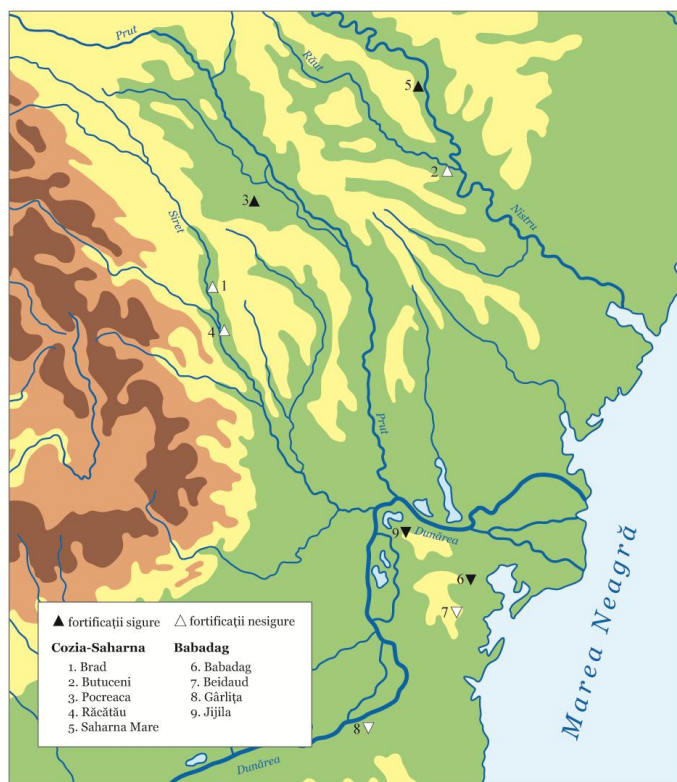 Prut
Răut
5
2
Nistru
3
Siret
1
4
Prut
9
Dunărea
6
7
Marea Neagră
8
Dunărea
▲ fortificații sigure △ fortificații nesigure
Cozia-Saharna Babadag
1. Brad 6. Babadag
2. Butuceni 7. Beidaud
3. Pocreaca 8. Gârlița
4. Răcătău 9. Jijila
5. Saharna Mare